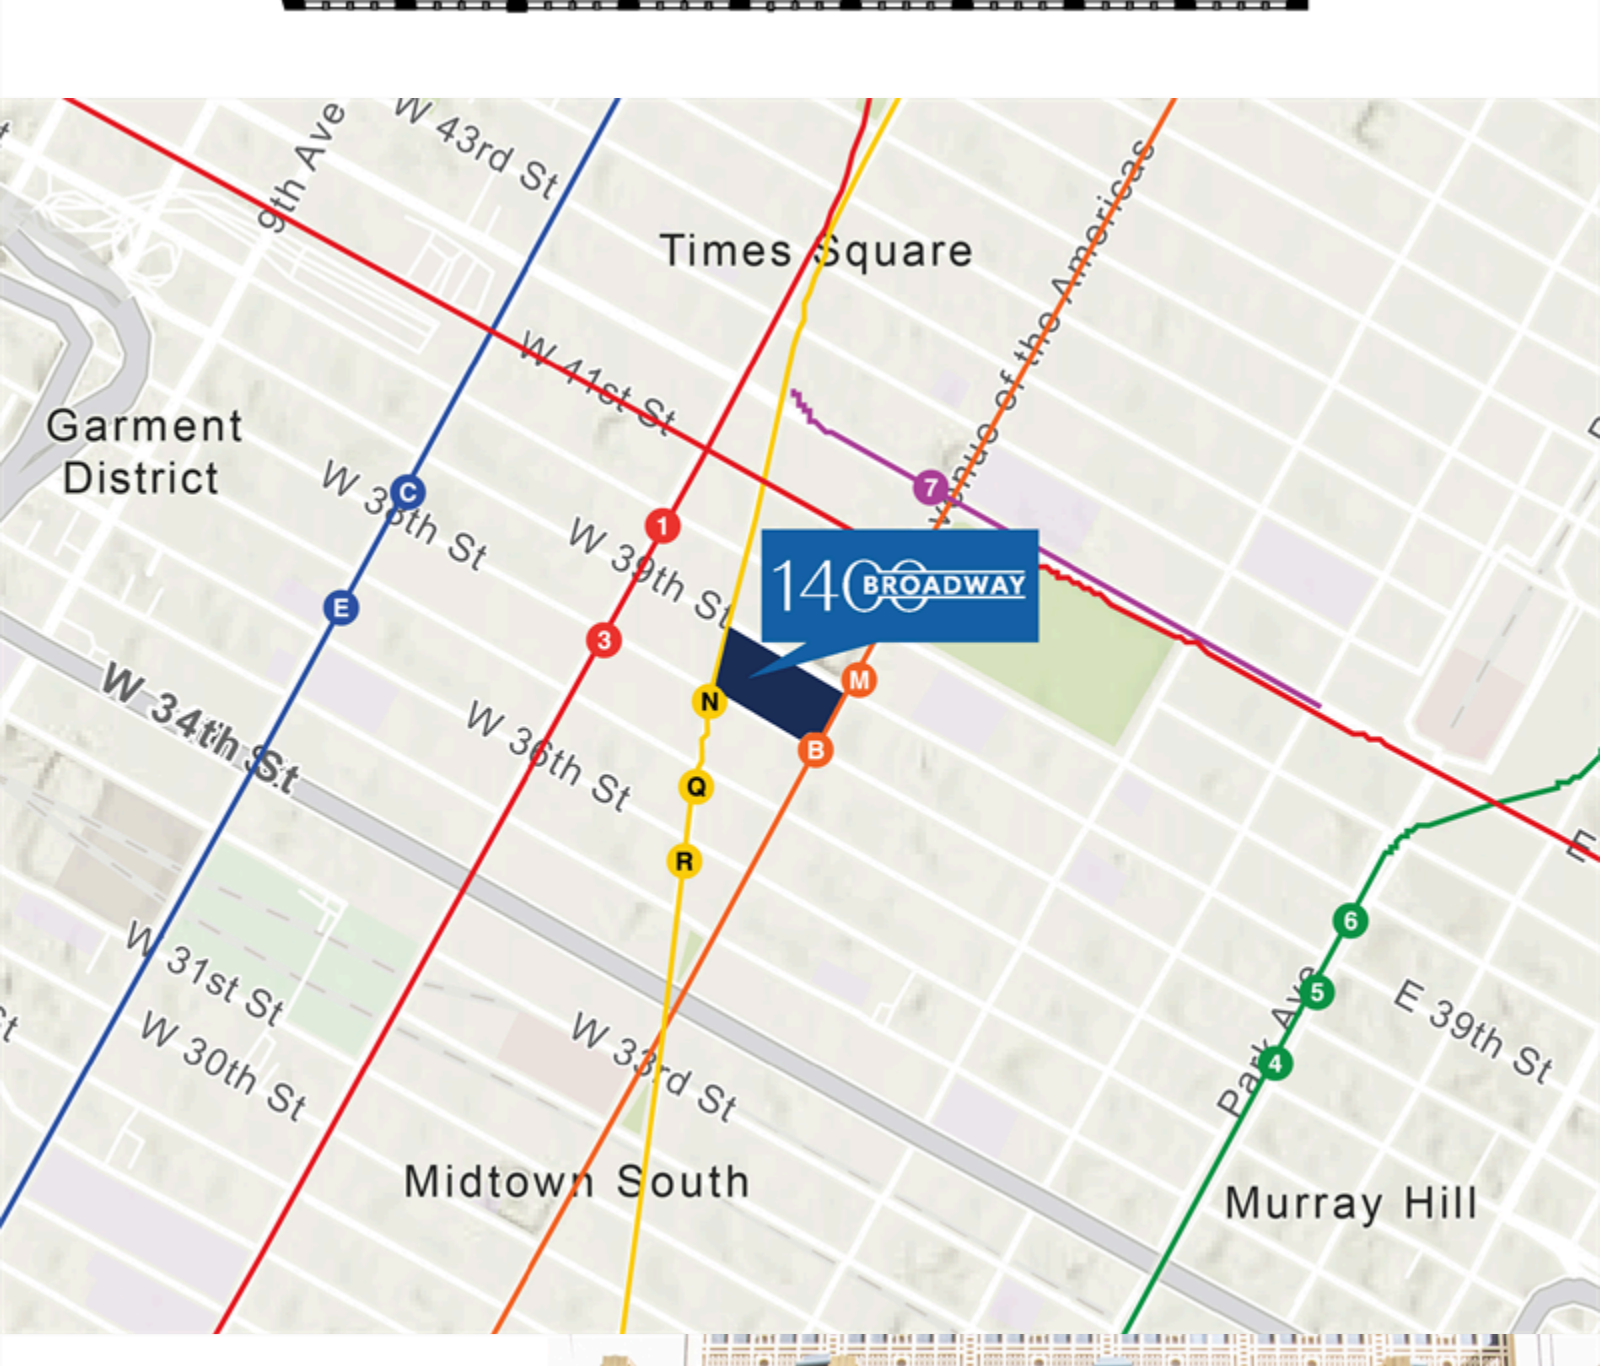 9th Ave
W 43rd St
Times Square
Avenue of the Americas
W 41st St
Garment
District
W 38th St
C
7
1
W 39th St
1400
BROADWAY
E
3
M
W 34th St
N
B
W 36th St
Q
R
6
W 31st St
5
E 39th St
Park Ave
W 30th St
W 33rd St
4
Midtown South
Murray Hill
E
St